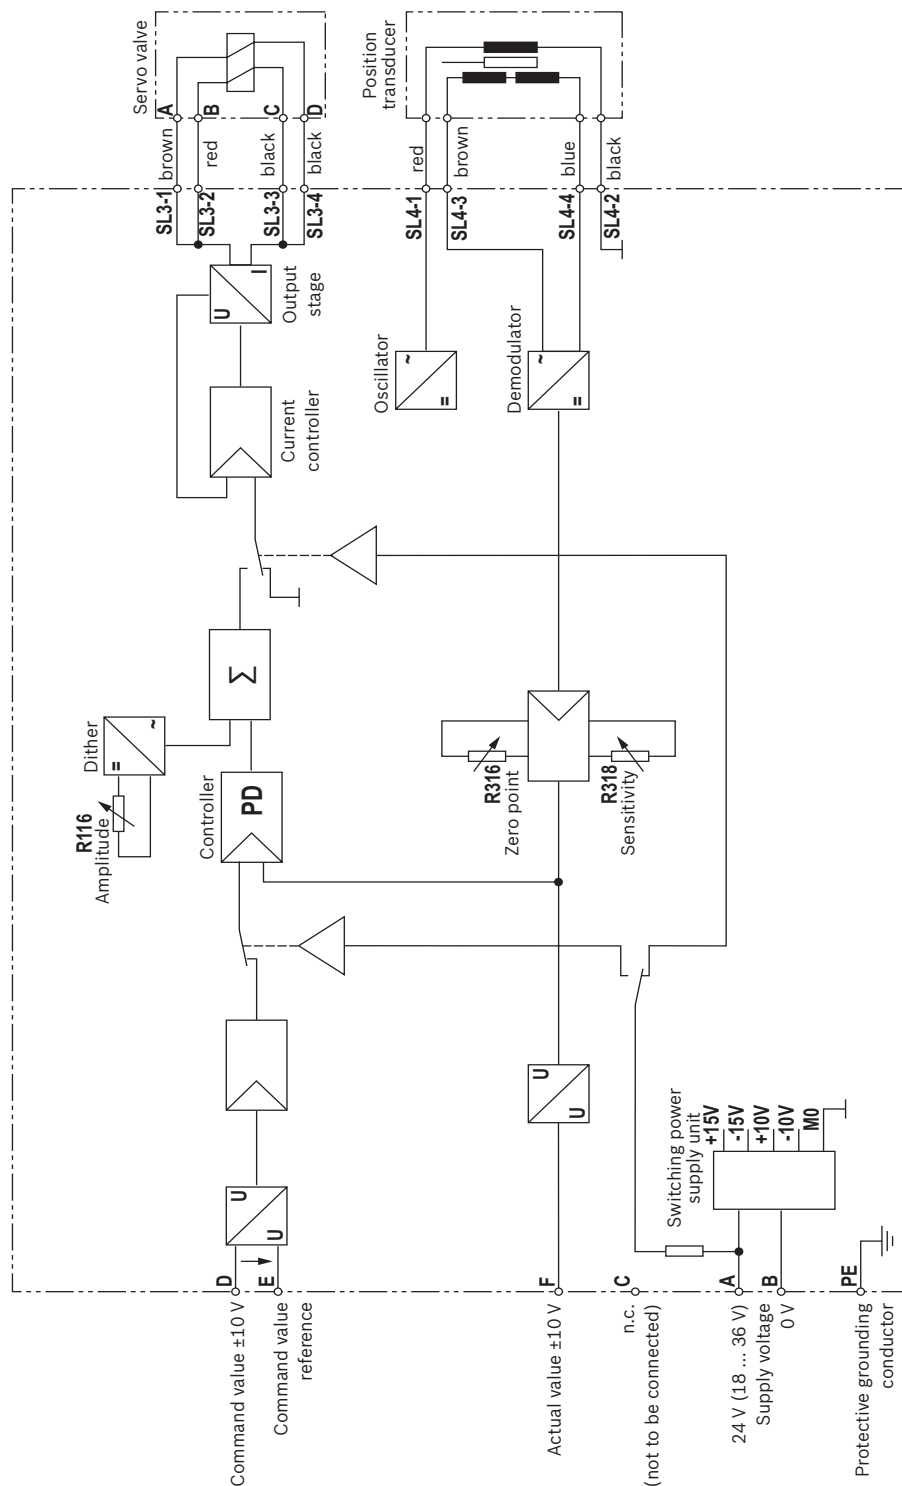 Servo valve
A
B
C
D
brown
red
black
black
SL3-1
SL3-2
SL3-3
SL3-4
Position
transducer
red
brown
blue
black
SL4-1
SL4-3
SL4-4
SL4-2
U
I
Output
stage
Current
controller
Oscillator
~
=
Demodulator
~
=
Σ
Dither
=
~
R116
Amplitude
Controller
PD
R316
Zero point
R318
Sensitivity
U
U
U
U
Switching power
supply unit
+15V
-15V
+10V
-10V
M0
D
E
F
C
A
B
PE
Command value ±10 V
Command value
reference
Actual value ±10 V
n.c.
(not to be connected)
24 V (18 ... 36 V)
Supply voltage
0 V
Protective grounding
conductor